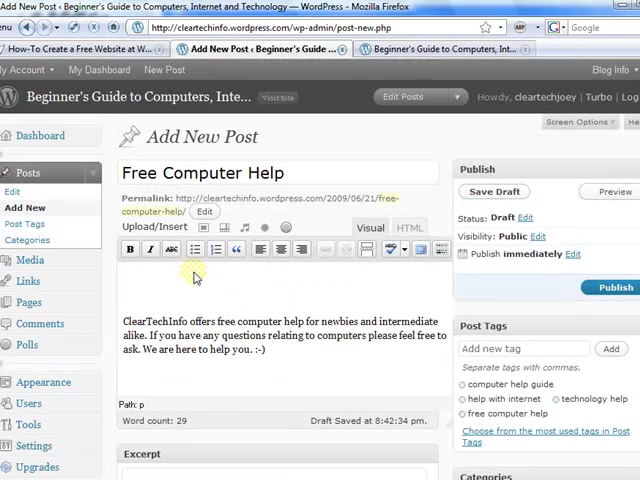 Add New Post ‹ Beginner's Guide to Computers, Internet and Technology — WordPress - Mozilla Firefox
enu
http://cleartechinfo.wordpress.com/wp-admin/post-new.php
Google
How-To Create a Free Website at W...
Add New Post ‹ Beginner's Guide ...
Beginner's Guide to Computers, Int...
My Account
My Dashboard
New Post
Blog Info
Beginner's Guide to Computers, Inte...
Visit Site
Edit Posts
Howdy, cleartechjoey | Turbo | Log
Screen Options
He
Dashboard
Posts
Edit
Add New
Post Tags
Categories
Media
Links
Pages
Comments
Polls
Appearance
Users
Tools
Settings
Upgrades
Add New Post
Free Computer Help
Permalink: http://cleartechinfo.wordpress.com/2009/06/21/free-
computer-help/ Edit
Upload/Insert
Visual
HTML
B I ABC
ClearTechInfo offers free computer help for newbies and intermediate
alike. If you have any questions relating to computers please feel free to
ask. We are here to help you. :-)
Path: p
Word count: 29
Draft Saved at 8:42:34 pm.
Excerpt
Publish
Save Draft
Preview
Status: Draft Edit
Visibility: Public Edit
Publish immediately Edit
Publish
Post Tags
Add new tag
Add
Separate tags with commas.
computer help guide
help with internet
technology help
free computer help
Choose from the most used tags in Post
Tags
Categories